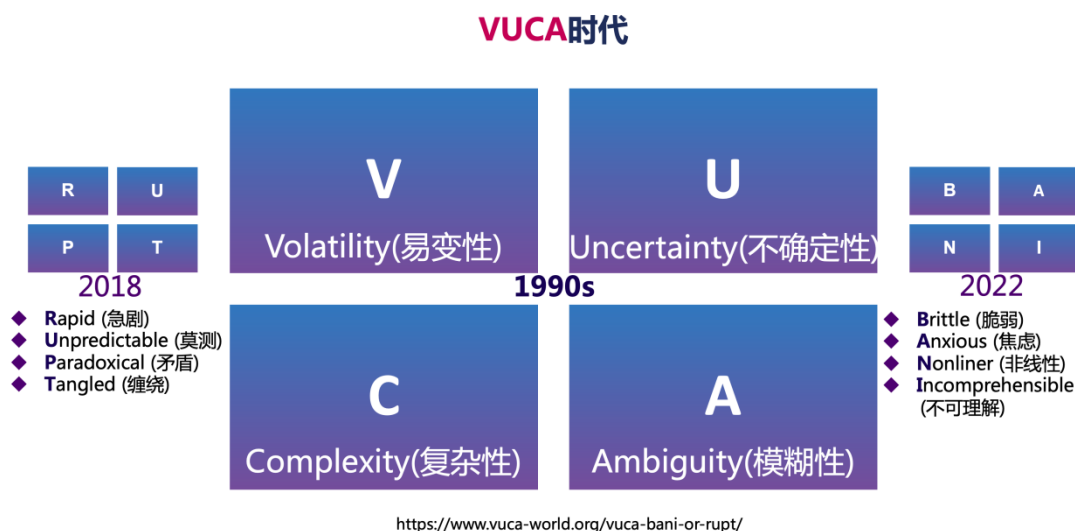 VUCA时代
R
U
P
T
2018
Rapid (急剧)
Unpredictable (莫测)
Paradoxical (矛盾)
Tangled (缠绕)
V
Volatility(易变性)
U
Uncertainty(不确定性)
1990s
C
Complexity(复杂性)
A
Ambiguity(模糊性)
B
A
N
I
2022
Brittle (脆弱)
Anxious (焦虑)
Nonliner (非线性)
Incomprehensible
(不可理解)
https://www.vuca-world.org/vuca-bani-or-rupt/